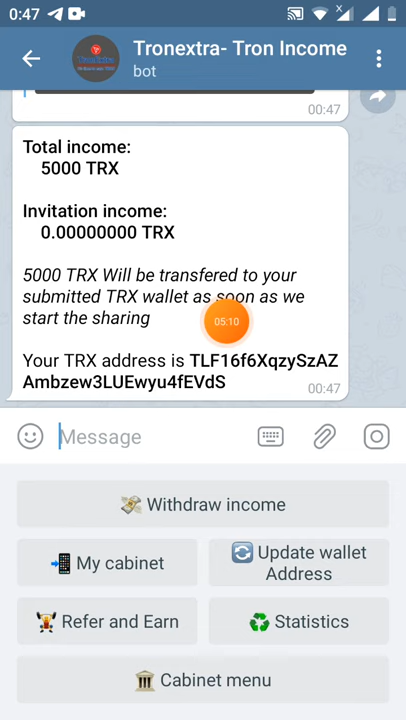 0:47
Tronextra- Tron Income
bot
00:47
Total income:
5000 TRX
Invitation income:
0.00000000 TRX
5000 TRX Will be transfered to your
submitted TRX wallet as soon as we
start the sharing
05:10
Your TRX address is TLF16f6XqzySzAZ
Ambzew3LUEwyu4fEVdS
00:47
Message
Withdraw income
My cabinet
Update wallet
Address
Refer and Earn
Statistics
Cabinet menu